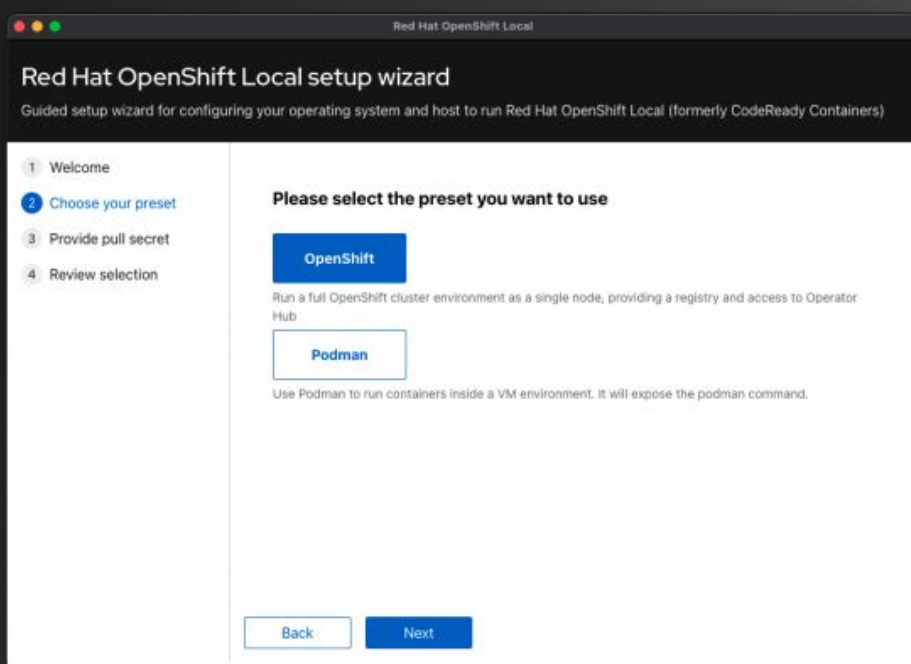 Red Hat OpenShift Local
Red Hat OpenShift Local setup wizard
Guided setup wizard for configuring your operating system and host to run Red Hat OpenShift Local (formerly CodeReady Containers)
1 Welcome
2 Choose your preset
3 Provide pull secret
4 Review selection
Please select the preset you want to use
OpenShift
Run a full OpenShift cluster environment as a single node, providing a registry and access to Operator
Hub
Podman
Use Podman to run containers inside a VM environment. It will expose the podman command.
Back
Next